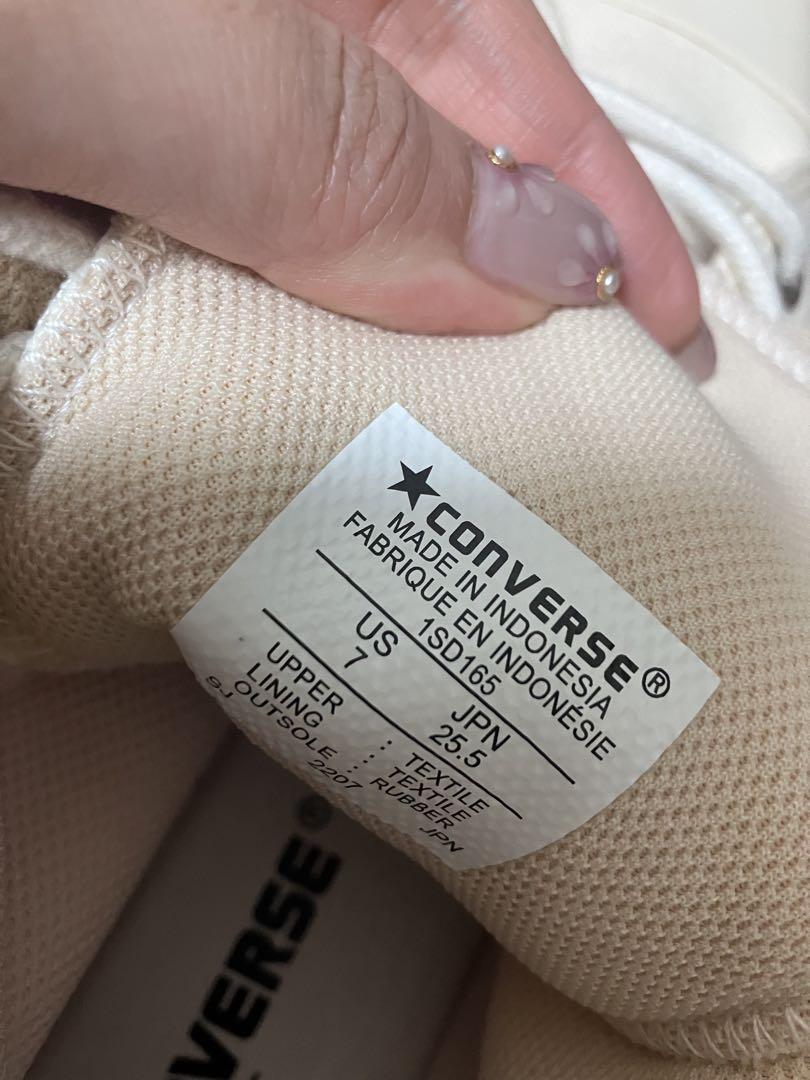 ★CONVERSE®
MADE IN INDONESIA
FABRIQUE EN INDONÉSIE
1SD165
US JPN
7 25.5
UPPER : TEXTILE
LINING : TEXTILE
OUTSOLE : RUBBER
9J 2207 JPN
VERSE®